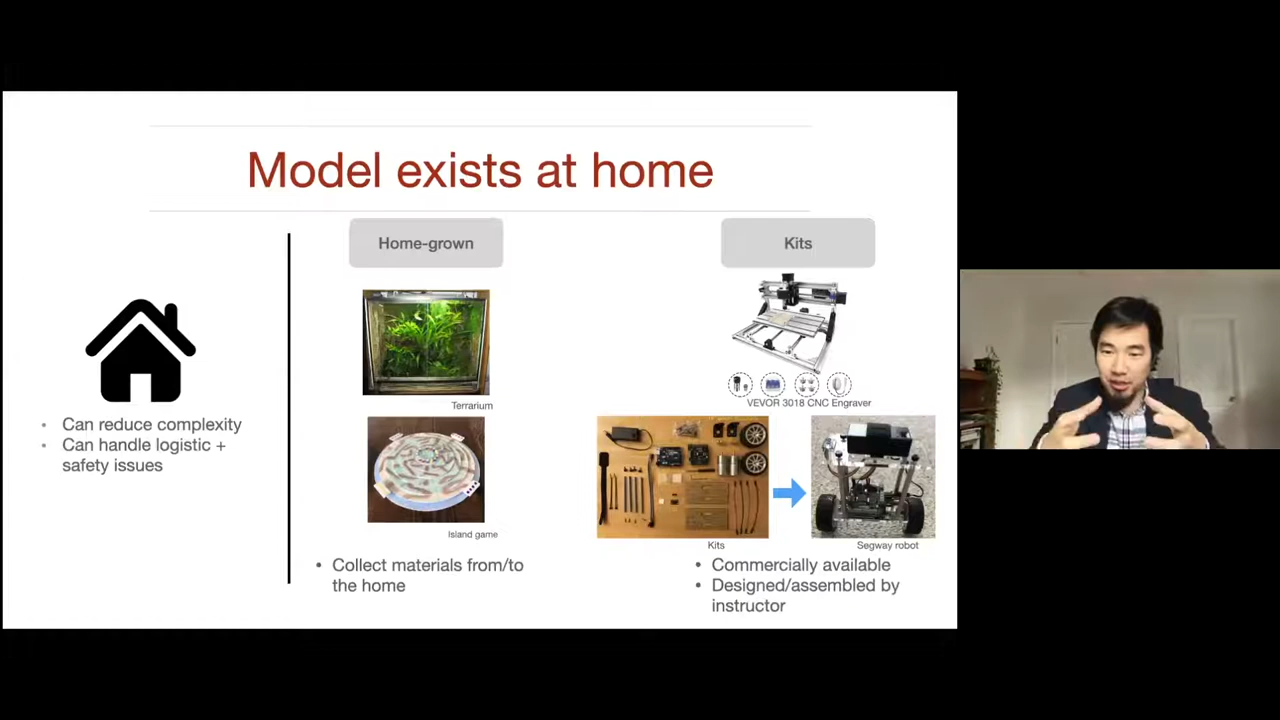 Model exists at home
Can reduce complexity
Can handle logistic +
safety issues
Home-grown
Terrarium
Island game
Collect materials from/to
the home
Kits
VEVOR 3018 CNC Engraver
Kits
Segway robot
Commercially available
Designed/assembled by
instructor